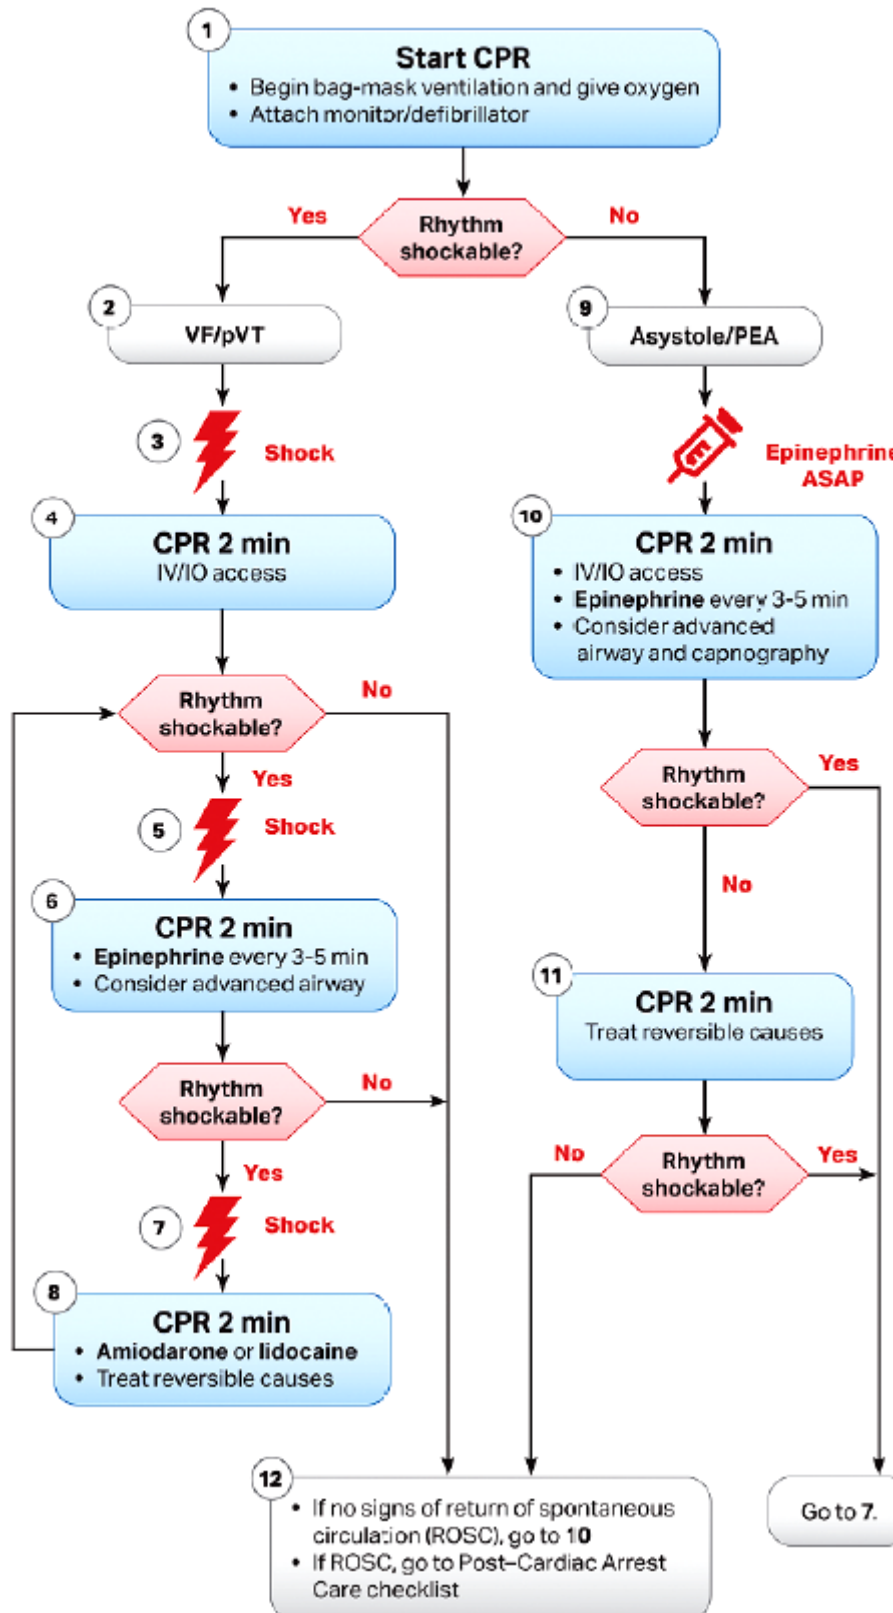 1
Start CPR
• Begin bag-mask ventilation and give oxygen
• Attach monitor/defibrillator
Rhythm
shockable?
Yes
No
2
VF/pVT
3
Shock
4
CPR 2 min
IV/IO access
Rhythm
shockable?
No
Yes
5
Shock
6
CPR 2 min
• Epinephrine every 3-5 min
• Consider advanced airway
Rhythm
shockable?
No
Yes
7
Shock
8
CPR 2 min
• Amiodarone or lidocaine
• Treat reversible causes
9
Asystole/PEA
Epinephrine
ASAP
10
CPR 2 min
• IV/IO access
• Epinephrine every 3-5 min
• Consider advanced
airway and capnography
Rhythm
shockable?
Yes
No
11
CPR 2 min
Treat reversible causes
Rhythm
shockable?
No
Yes
12
• If no signs of return of spontaneous
circulation (ROSC), go to 10
• If ROSC, go to Post–Cardiac Arrest
Care checklist
Go to 7.